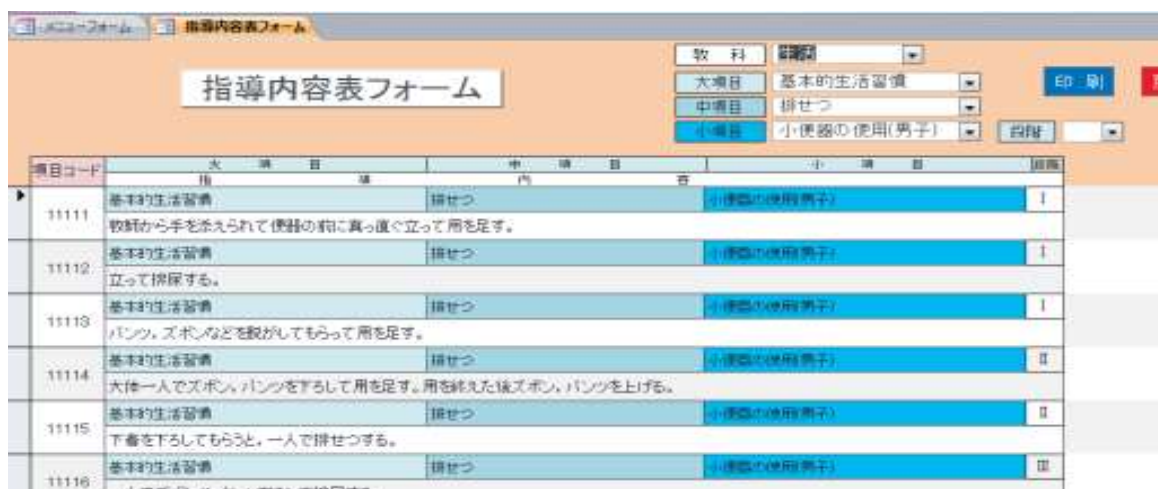 メニューフォーム
指導内容表フォーム
指導内容表フォーム
教 科
大項目 基本的生活習慣
中項目 排せつ
小項目 小便器の使用(男子)
段階
印 刷
項目コード 大 項 目 中 項 目 小 項 目 段階
指 導 内 容
11111 基本的生活習慣 排せつ 小便器の使用(男子) Ⅰ
教師から手を添えられて便器の前に真っ直ぐ立って用を足す。
11112 基本的生活習慣 排せつ 小便器の使用(男子) Ⅰ
立って排尿する。
11113 基本的生活習慣 排せつ 小便器の使用(男子) Ⅰ
パンツ，ズボンなどを脱がしてもらって用を足す。
11114 基本的生活習慣 排せつ 小便器の使用(男子) Ⅱ
大体一人でズボン，パンツを下ろして用を足す。用を終えた後ズボン，パンツを上げる。
11115 基本的生活習慣 排せつ 小便器の使用(男子) Ⅱ
下着を下ろしてもらうと，一人で排せつする。
11116 基本的生活習慣 排せつ 小便器の使用(男子) Ⅲ